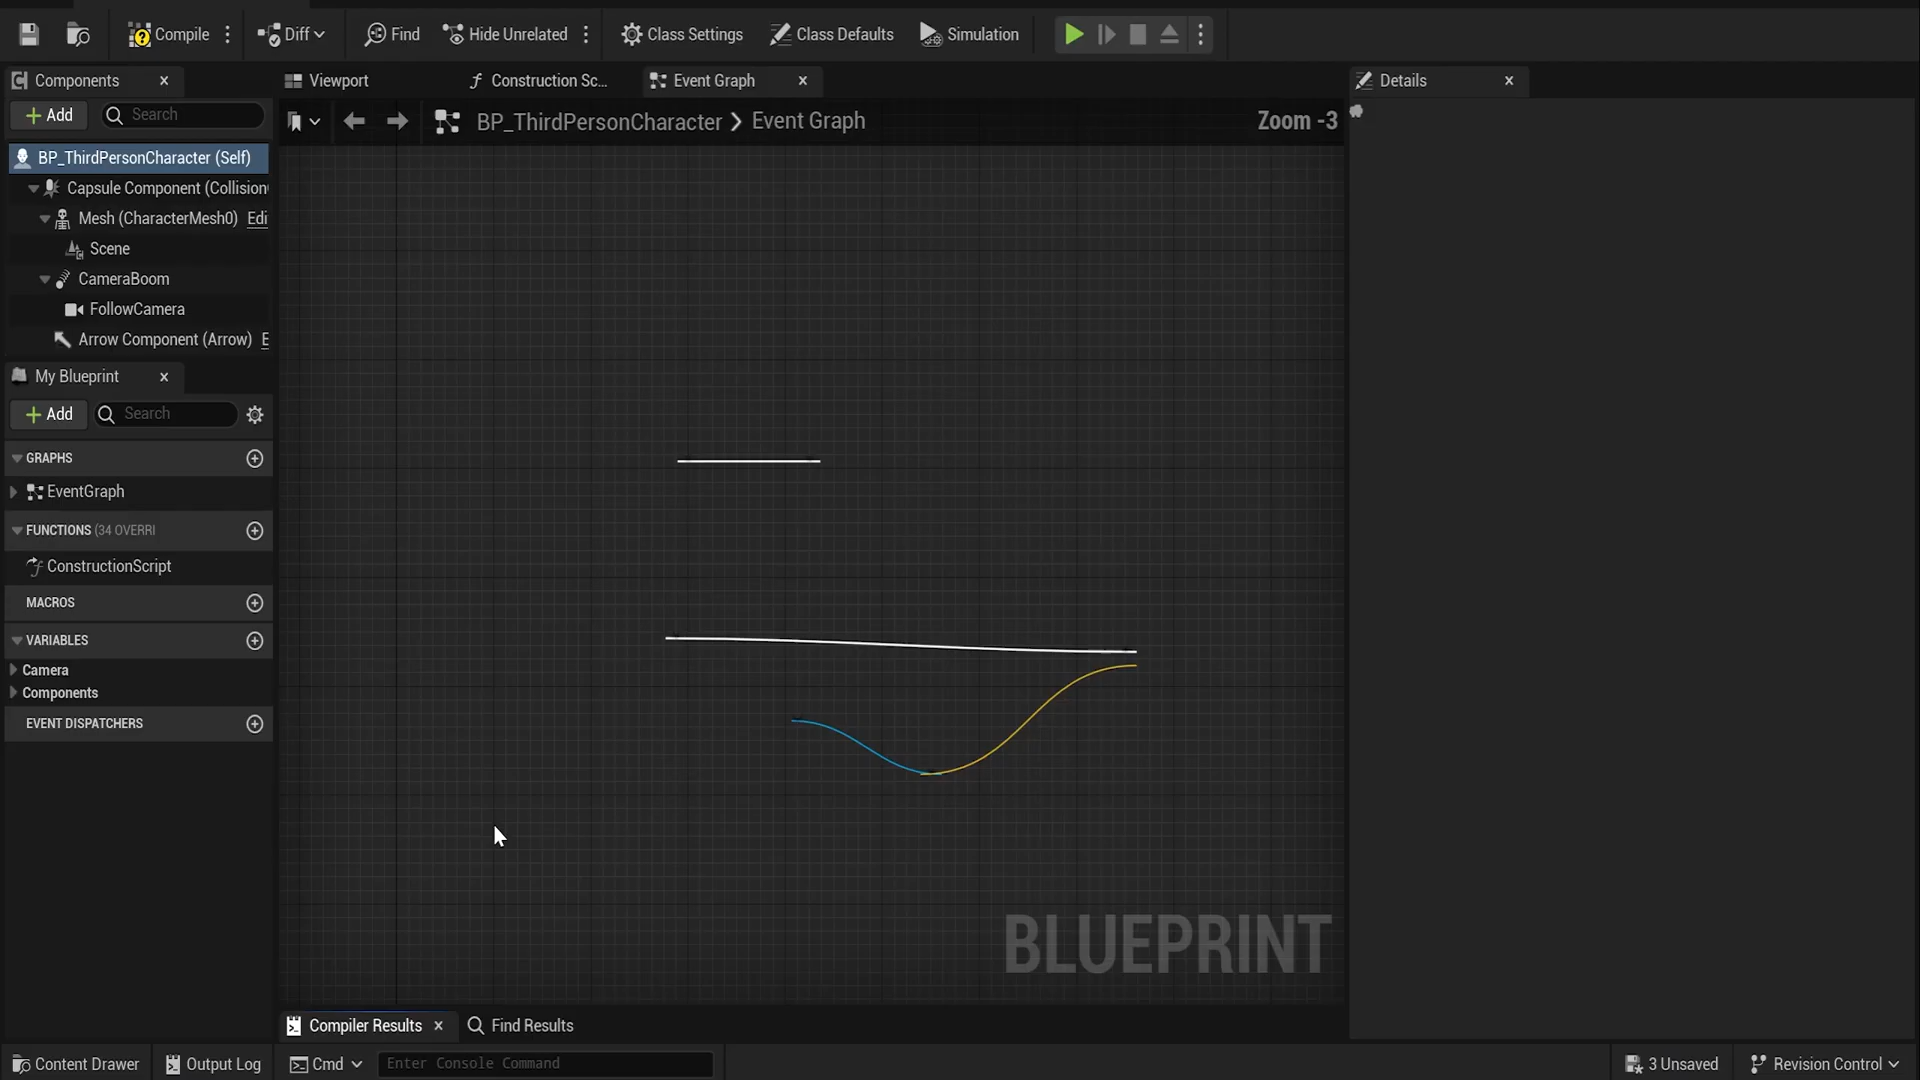 Compile
Diff
Find
Hide Unrelated
Class Settings
Class Defaults
Simulation
Components
Viewport
Construction Sc...
Event Graph
Details
Add
Search
BP_ThirdPersonCharacter
Event Graph
Zoom -3
BP_ThirdPersonCharacter (Self)
Capsule Component (Collision
Mesh (CharacterMesh0) Edi
Scene
CameraBoom
FollowCamera
Arrow Component (Arrow) E
My Blueprint
Add
Search
GRAPHS
EventGraph
FUNCTIONS (34 OVERRI
ConstructionScript
MACROS
VARIABLES
Camera
Components
EVENT DISPATCHERS
BLUEPRINT
Compiler Results
Find Results
Content Drawer
Output Log
Cmd
Enter Console Command
3 Unsaved
Revision Control